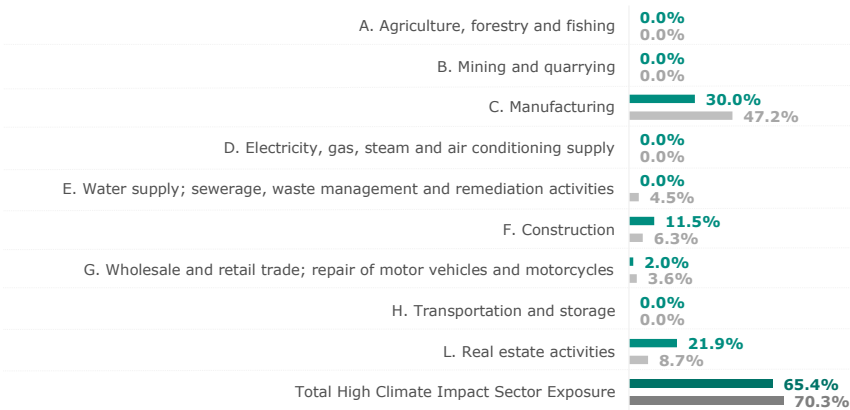 A. Agriculture, forestry and fishing
0.0%
0.0%
B. Mining and quarrying
0.0%
0.0%
C. Manufacturing
30.0%
47.2%
D. Electricity, gas, steam and air conditioning supply
0.0%
0.0%
E. Water supply; sewerage, waste management and remediation activities
0.0%
4.5%
F. Construction
11.5%
6.3%
G. Wholesale and retail trade; repair of motor vehicles and motorcycles
2.0%
3.6%
H. Transportation and storage
0.0%
0.0%
L. Real estate activities
21.9%
8.7%
Total High Climate Impact Sector Exposure
65.4%
70.3%